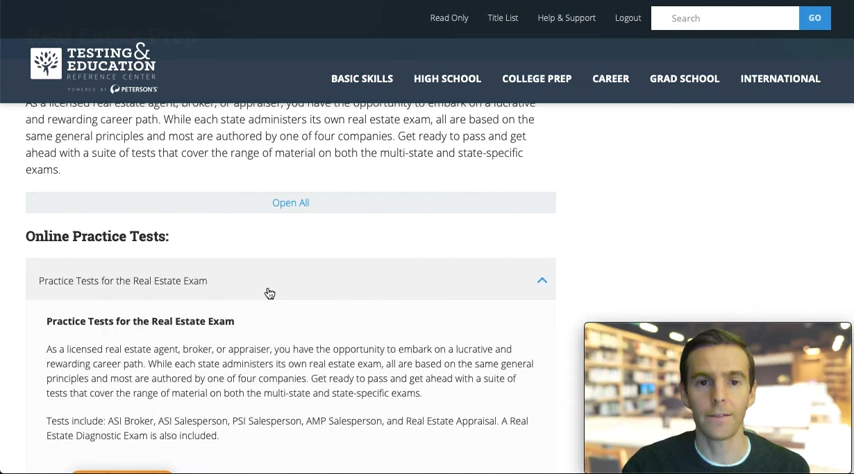 Read Only Title List Help & Support Logout Search GO
TESTING &
EDUCATION
REFERENCE CENTER
POWERED BY PETERSON'S
BASIC SKILLS HIGH SCHOOL COLLEGE PREP CAREER GRAD SCHOOL INTERNATIONAL
As a licensed real estate agent, broker, or appraiser, you have the opportunity to embark on a lucrative
and rewarding career path. While each state administers its own real estate exam, all are based on the
same general principles and most are authored by one of four companies. Get ready to pass and get
ahead with a suite of tests that cover the range of material on both the multi-state and state-specific
exams.
Open All
Online Practice Tests:
Practice Tests for the Real Estate Exam
Practice Tests for the Real Estate Exam
As a licensed real estate agent, broker, or appraiser, you have the opportunity to embark on a lucrative and
rewarding career path. While each state administers its own real estate exam, all are based on the same general
principles and most are authored by one of four companies. Get ready to pass and get ahead with a suite of
tests that cover the range of material on both the multi-state and state-specific exams.
Tests include: ASI Broker, ASI Salesperson, PSI Salesperson, AMP Salesperson, and Real Estate Appraisal. A Real
Estate Diagnostic Exam is also included.